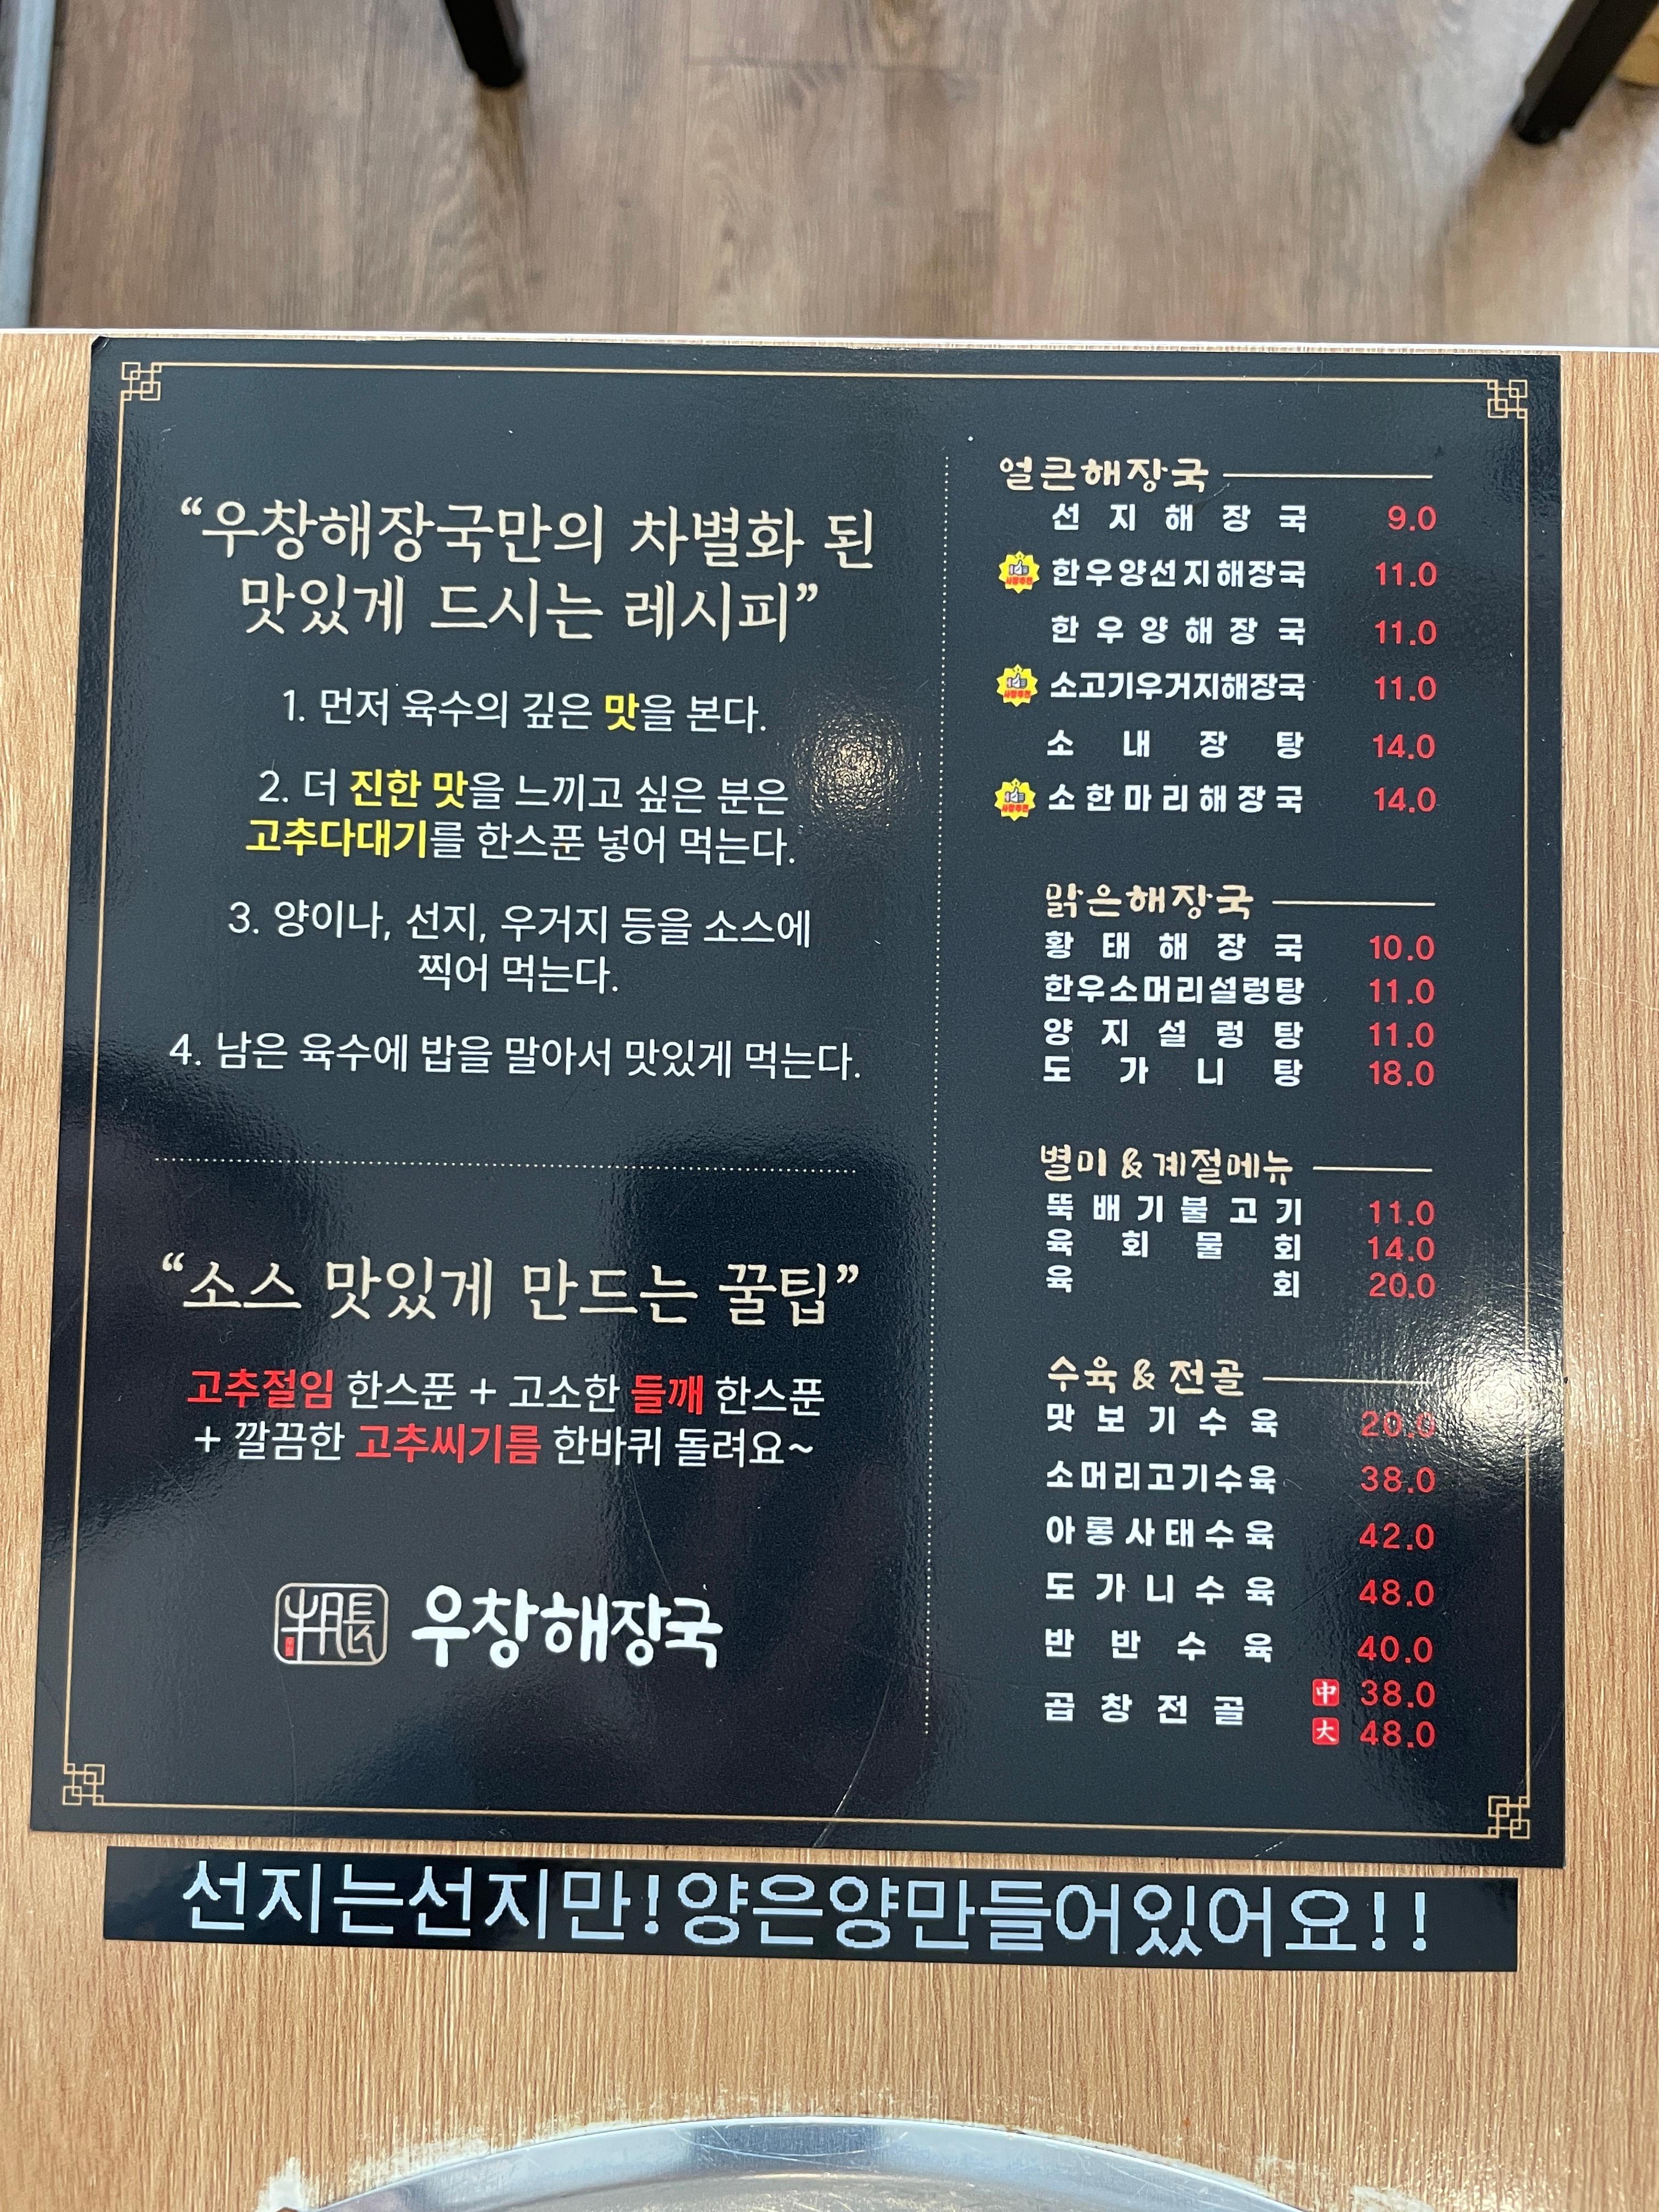 “우창해장국만의 차별화 된
맛있게 드시는 레시피”
1. 먼저 육수의 깊은 맛을 본다.
2. 더 진한 맛을 느끼고 싶은 분은
고추다대기를 한스푼 넣어 먹는다.
3. 양이나, 선지, 우거지 등을 소스에
찍어 먹는다.
4. 남은 육수에 밥을 말아서 맛있게 먹는다.
“소스 맛있게 만드는 꿀팁”
고추절임 한스푼 + 고소한 들깨 한스푼
+ 깔끔한 고추씨기름 한바퀴 돌려요~
우창해장국
얼큰해장국
선지해장국 9.0
한우양선지해장국 11.0
한우양해장국 11.0
소고기우거지해장국 11.0
소내장탕 14.0
소한마리해장국 14.0
맑은해장국
황태해장국 10.0
한우소머리설렁탕 11.0
양지설렁탕 11.0
도가니탕 18.0
별미 & 계절메뉴
뚝배기불고기 11.0
육회물회 14.0
육회 20.0
수육 & 전골
맛보기수육 20.0
소머리고기수육 38.0
아롱사태수육 42.0
도가니수육 48.0
반반수육 40.0
곱창전골 中 38.0
大 48.0
선지는선지만!양은양만들어있어요!!